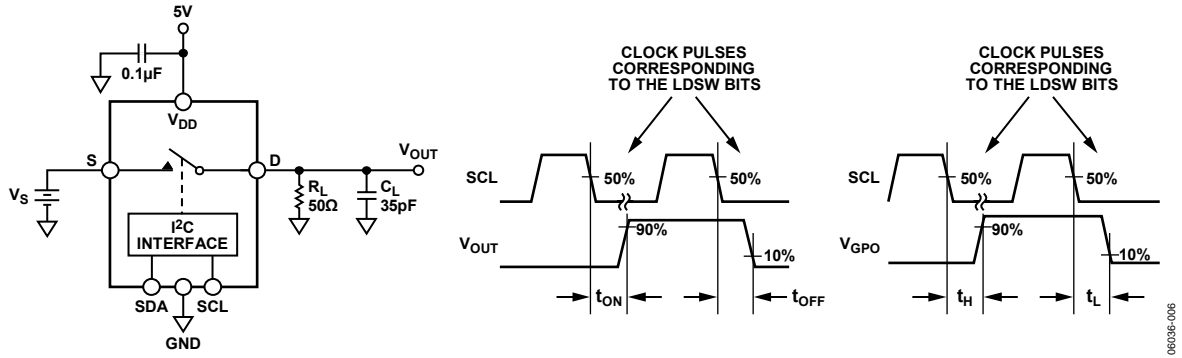 5V
0.1µF
VDD
S
D
VOUT
VS
RL
50Ω
CL
35pF
I2C
INTERFACE
SDA
SCL
GND
CLOCK PULSES
CORRESPONDING
TO THE LDSW BITS
SCL
50%
50%
VOUT
90%
10%
tON
tOFF
CLOCK PULSES
CORRESPONDING
TO THE LDSW BITS
SCL
50%
50%
VGPO
90%
10%
tH
tL
06036-006